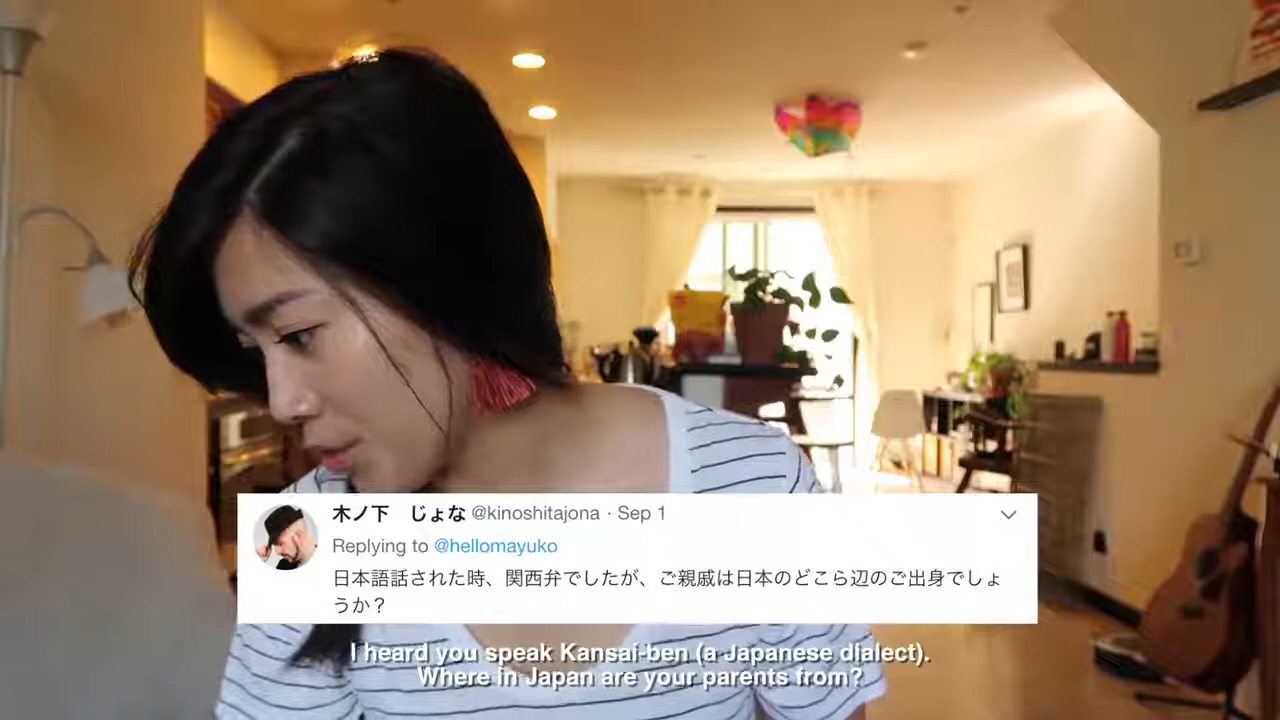 木ノ下　じょな @kinoshitajona · Sep 1
Replying to @hellomayuko
日本語話された時、関西弁でしたが、ご親戚は日本のどこら辺のご出身でしょ
うか？
I heard you speak Kansai-ben (a Japanese dialect).
Where in Japan are your parents from?